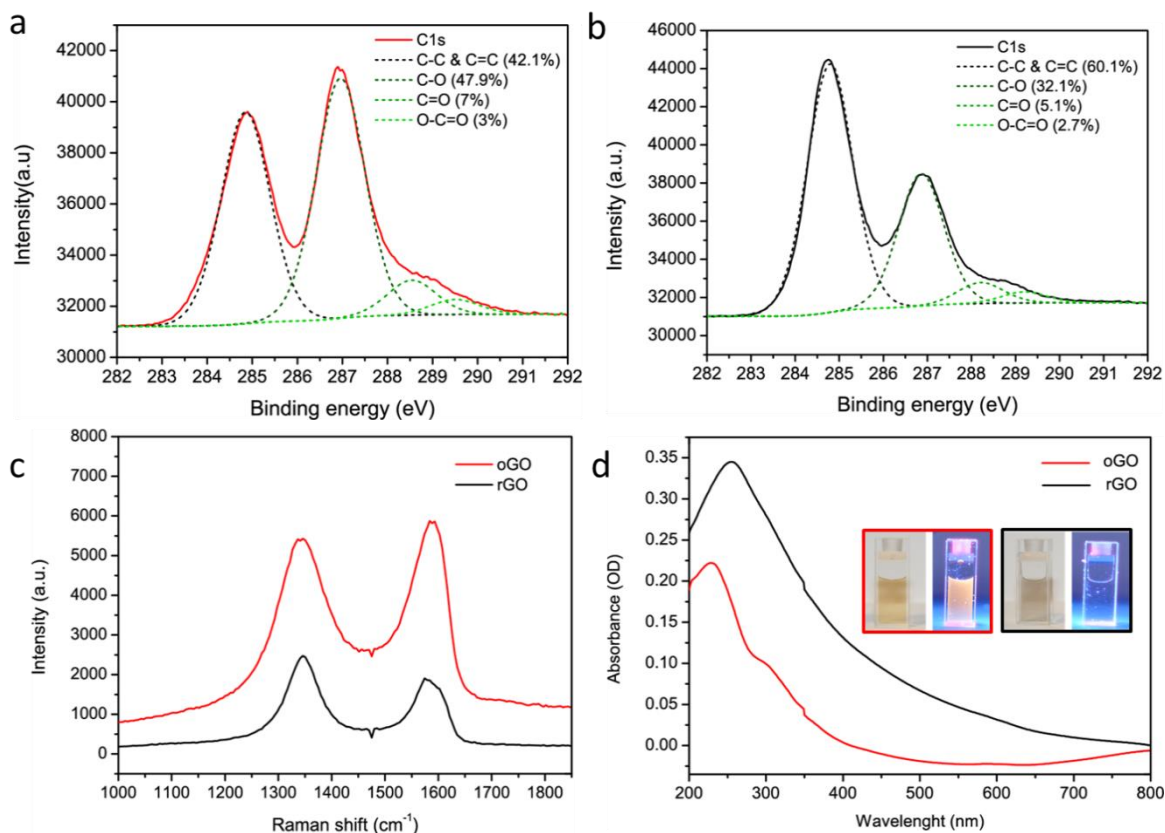 a
42000
40000
38000
36000
34000
32000
30000
Intensity(a.u)
C1s
C-C & C=C (42.1%)
C-O (47.9%)
C=O (7%)
O-C=O (3%)
282 283 284 285 286 287 288 289 290 291 292
Binding energy (eV)
b
46000
44000
42000
40000
38000
36000
34000
32000
30000
Intensity (a.u.)
C1s
C-C & C=C (60.1%)
C-O (32.1%)
C=O (5.1%)
O-C=O (2.7%)
282 283 284 285 286 287 288 289 290 291 292
Binding energy (eV)
c
8000
7000
6000
5000
4000
3000
2000
1000
0
Intensity (a.u.)
oGO
rGO
1000 1100 1200 1300 1400 1500 1600 1700 1800
Raman shift (cm⁻¹)
d
0.35
0.30
0.25
0.20
0.15
0.10
0.05
0.00
Absorbance (OD)
oGO
rGO
200 300 400 500 600 700 800
Wavelenght (nm)